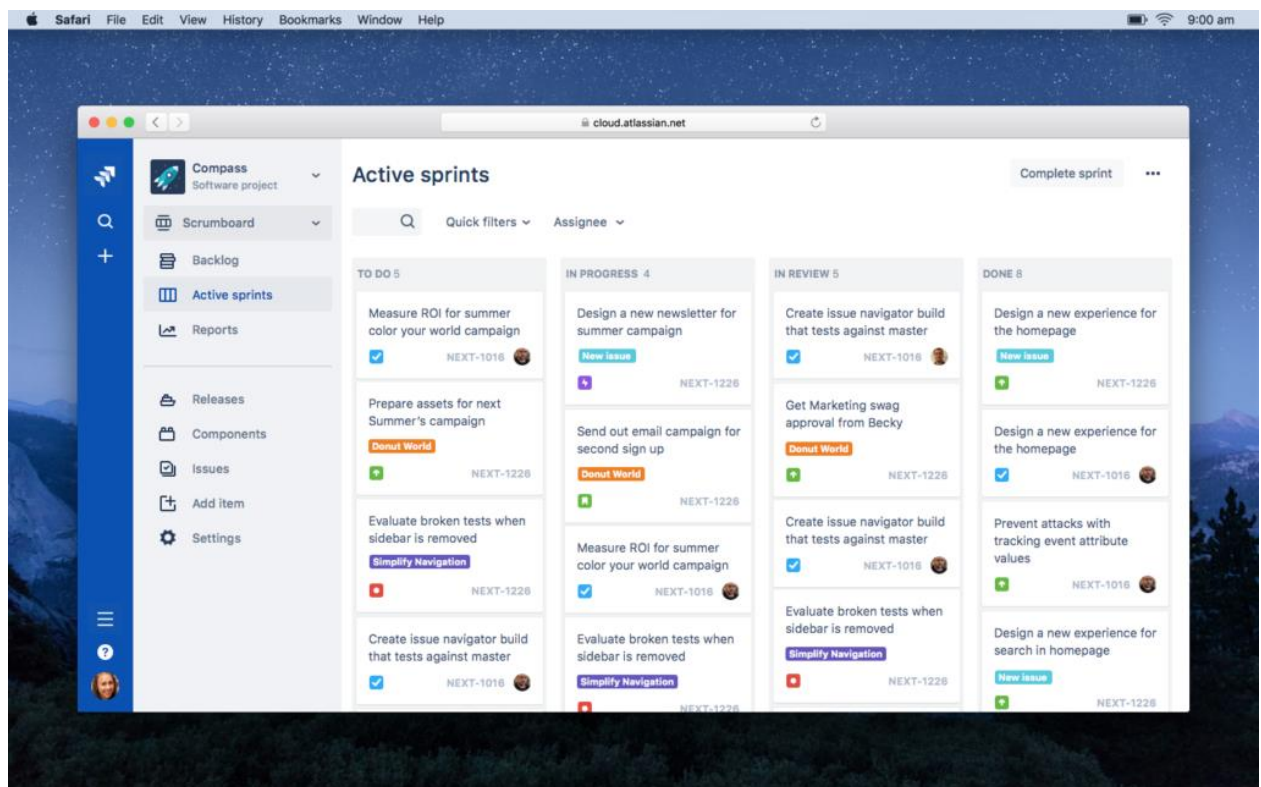 Safari File Edit View History Bookmarks Window Help 9:00 am
cloud.atlassian.net
Compass
Software project
Scrumboard
Backlog
Active sprints
Reports
Releases
Components
Issues
Add item
Settings
Active sprints
Complete sprint
Quick filters
Assignee
TO DO 5
Measure ROI for summer
color your world campaign
NEXT-1016
Prepare assets for next
Summer's campaign
Donut World
NEXT-1226
Evaluate broken tests when
sidebar is removed
Simplify Navigation
NEXT-1226
Create issue navigator build
that tests against master
NEXT-1016
IN PROGRESS 4
Design a new newsletter for
summer campaign
New issue
NEXT-1226
Send out email campaign for
second sign up
Donut World
NEXT-1226
Measure ROI for summer
color your world campaign
NEXT-1016
Evaluate broken tests when
sidebar is removed
Simplify Navigation
NEXT-1226
IN REVIEW 5
Create issue navigator build
that tests against master
NEXT-1016
Get Marketing swag
approval from Becky
Donut World
NEXT-1226
Create issue navigator build
that tests against master
NEXT-1016
Evaluate broken tests when
sidebar is removed
Simplify Navigation
NEXT-1226
DONE 8
Design a new experience for
the homepage
New issue
NEXT-1226
Design a new experience for
the homepage
NEXT-1016
Prevent attacks with
tracking event attribute
values
NEXT-1016
Design a new experience for
search in homepage
New issue
NEXT-1226